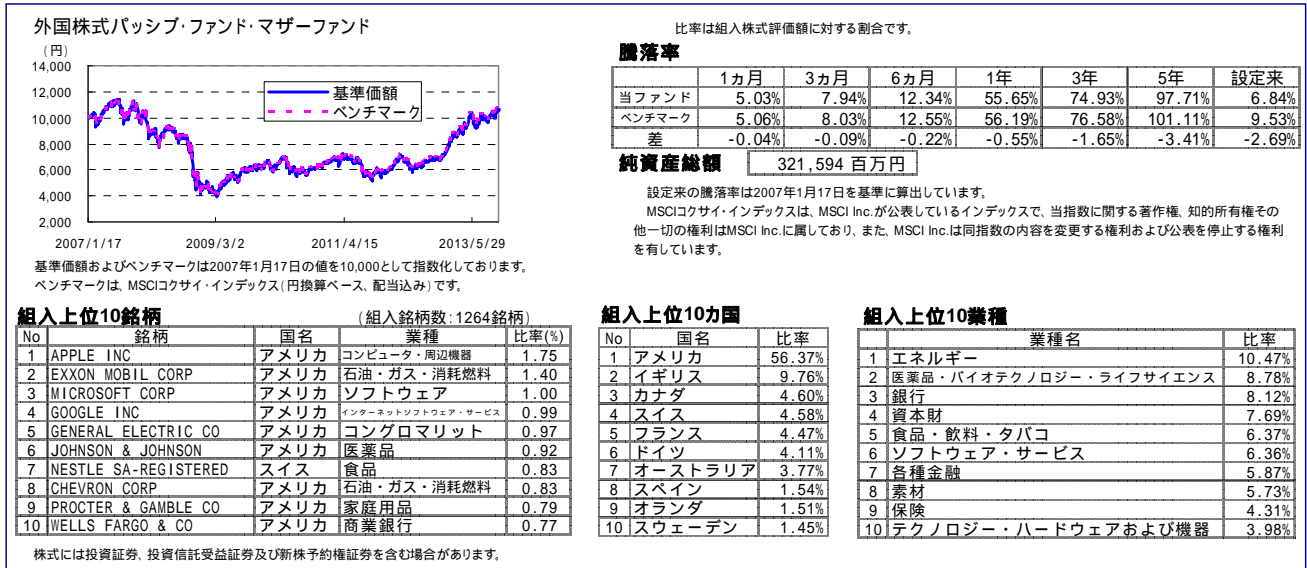 外国株式パッシブ･ファンド･マザーファンド
(円)
14,000
12,000
10,000
8,000
6,000
4,000
2,000
基準価額
ベンチマーク
2007/1/17 2009/3/2 2011/4/15 2013/5/29
基準価額およびベンチマークは2007年1月17日の値を10,000として指数化しております。
ベンチマークは、MSCIコクサイ･インデックス(円換算ベース、配当込み)です。
比率は組入株式評価額に対する割合です。
騰落率
1ヵ月 3ヵ月 6ヵ月 1年 3年 5年 設定来
当ファンド 5.03% 7.94% 12.34% 55.65% 74.93% 97.71% 6.84%
ベンチマーク 5.06% 8.03% 12.55% 56.19% 76.58% 101.11% 9.53%
差 -0.04% -0.09% -0.22% -0.55% -1.65% -3.41% -2.69%
純資産総額 321,594 百万円
設定来の騰落率は2007年1月17日を基準に算出しています。
MSCIコクサイ･インデックスは、MSCI Inc.が公表しているインデックスで、当指数に関する著作権、知的所有権その
他一切の権利はMSCI Inc.に属しており、また、MSCI Inc.は同指数の内容を変更する権利および公表を停止する権利
を有しています。
組入上位10銘柄 (組入銘柄数:1264銘柄)
No 銘柄 国名 業種 比率(%)
1 APPLE INC アメリカ コンピュータ・周辺機器 1.75
2 EXXON MOBIL CORP アメリカ 石油・ガス・消耗燃料 1.40
3 MICROSOFT CORP アメリカ ソフトウェア 1.00
4 GOOGLE INC アメリカ インターネットソフトウェア・サービス 0.99
5 GENERAL ELECTRIC CO アメリカ コングロマリット 0.97
6 JOHNSON & JOHNSON アメリカ 医薬品 0.92
7 NESTLE SA-REGISTERED スイス 食品 0.83
8 CHEVRON CORP アメリカ 石油・ガス・消耗燃料 0.83
9 PROCTER & GAMBLE CO アメリカ 家庭用品 0.79
10 WELLS FARGO & CO アメリカ 商業銀行 0.77
組入上位10カ国
No 国名 比率
1 アメリカ 56.37%
2 イギリス 9.76%
3 カナダ 4.60%
4 スイス 4.58%
5 フランス 4.47%
6 ドイツ 4.11%
7 オーストラリア 3.77%
8 スペイン 1.54%
9 オランダ 1.51%
10 スウェーデン 1.45%
組入上位10業種
業種名 比率
1 エネルギー 10.47%
2 医薬品・バイオテクノロジー・ライフサイエンス 8.78%
3 銀行 8.12%
4 資本財 7.69%
5 食品・飲料・タバコ 6.37%
6 ソフトウェア・サービス 6.36%
7 各種金融 5.87%
8 素材 5.73%
9 保険 4.31%
10 テクノロジー・ハードウェアおよび機器 3.98%
株式には投資証券、投資信託受益証券及び新株予約権証券を含む場合があります。